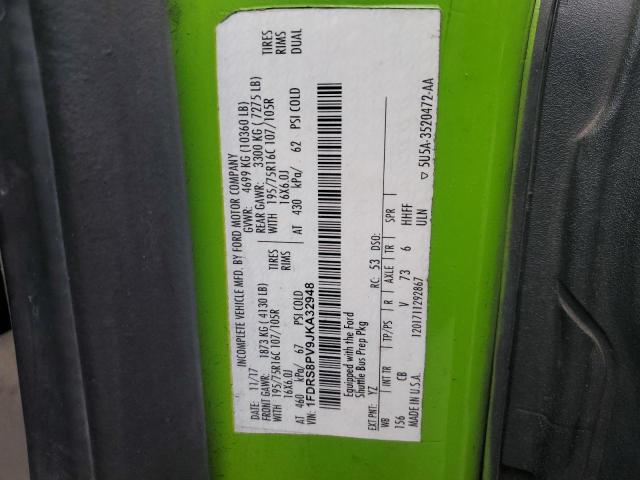 INCOMPLETE VEHICLE MFD. BY FORD MOTOR COMPANY
DATE: 11/17 GVWR: 4699 KG (10360 LB)
FRONT GAWR: 1873 KG (4130 LB) REAR GAWR: 3300 KG (7275 LB)
WITH 195/75R16C 107/105R TIRES WITH 195/75R16C 107/105R TIRES
16X6.0J RIMS 16X6.0J RIMS
AT 460 kPa/ 67 PSI COLD AT 430 kPa/ 62 PSI COLD DUAL
VIN: 1FDRS8PV9JKA32948
Equipped with the Ford
Shuttle Bus Prep Pkg
EXT PNT: YZ RC: 53 DSO:
WB INT TR TP/PS R AXLE TR SPR
156 CB V 73 6 HHFF
MADE IN U.S.A. 1201711292867 ULN
▽ 5U5A-3520472-AA